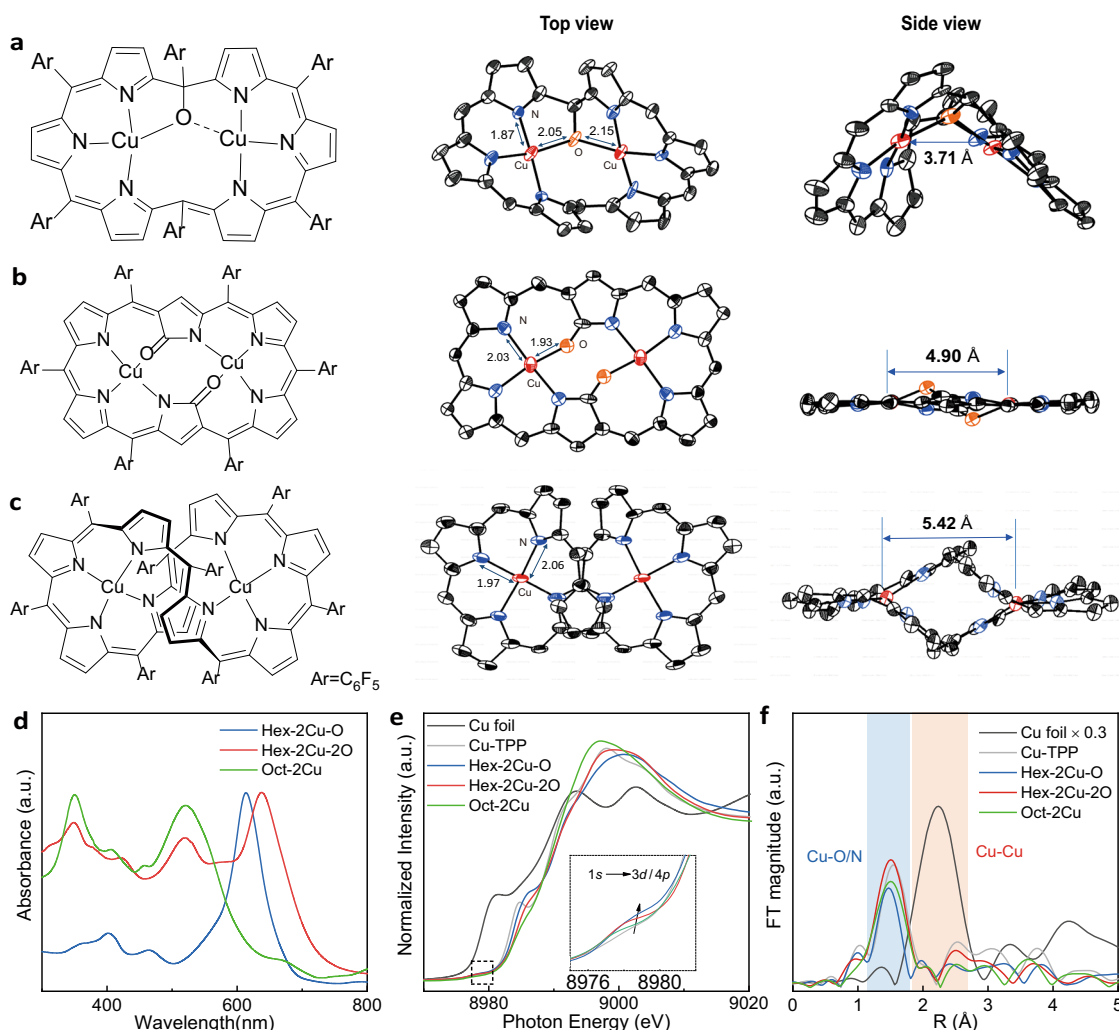 Top view
Side view
a
Ar
Ar
Ar
N
N
O
N
Cu
Cu
N
N
N
Ar
Ar
Ar
N
1.87
2.05
2.15
Cu
O
Cu
3.71 Å
b
Ar
Ar
O
N
N
N
Cu
Cu
Ar
Ar
N
N
O
N
Ar
Ar
N
1.93
O
2.03
Cu
4.90 Å
c
Ar
Ar
N
N
N
Ar
Ar
N
Cu
Cu
Ar
Ar
N
N
N
Ar
Ar
Ar=C6F5
N
1.97
2.06
Cu
5.42 Å
d
Hex-2Cu-O
Hex-2Cu-2O
Oct-2Cu
Absorbance (a.u.)
400
600
800
Wavelength(nm)
e
Cu foil
Cu-TPP
Hex-2Cu-O
Hex-2Cu-2O
Oct-2Cu
Normalized Intensity (a.u.)
1s → 3d / 4p
8976
8980
8980
9000
9020
Photon Energy (eV)
f
Cu foil × 0.3
Cu-TPP
Hex-2Cu-O
Hex-2Cu-2O
Oct-2Cu
Cu-O/N
Cu-Cu
FT magnitude (a.u.)
0
1
2
3
4
5
R (Å)